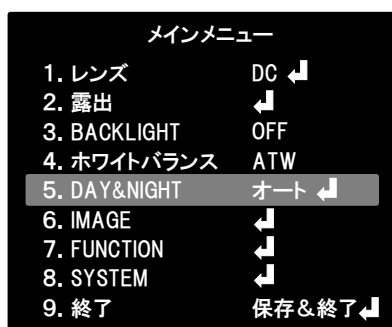 メインメニュー
1. レンズ DC ↲
2. 露出 ↲
3. BACKLIGHT OFF
4. ホワイトバランス ATW
5. DAY&NIGHT オート ↲
6. IMAGE ↲
7. FUNCTION ↲
8. SYSTEM ↲
9. 終了 保存&終了↲